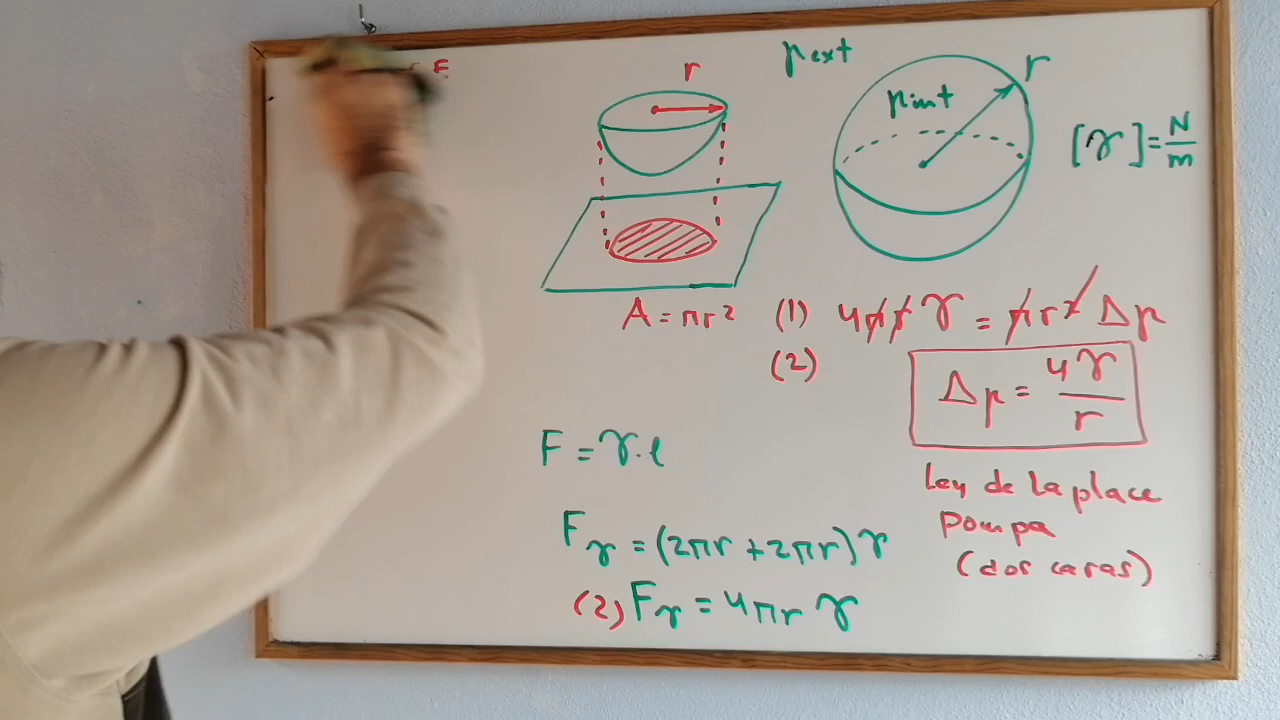 E
r
A = πr²
pext
pint
r
[γ] = N/m
(1) 4πr γ = πr² Δp
(2)
Δp = 4γ/r
Ley de Laplace
Pompa
(dos caras)
F = γ·l
Fγ = (2πr + 2πr)γ
(2) Fγ = 4πr γ